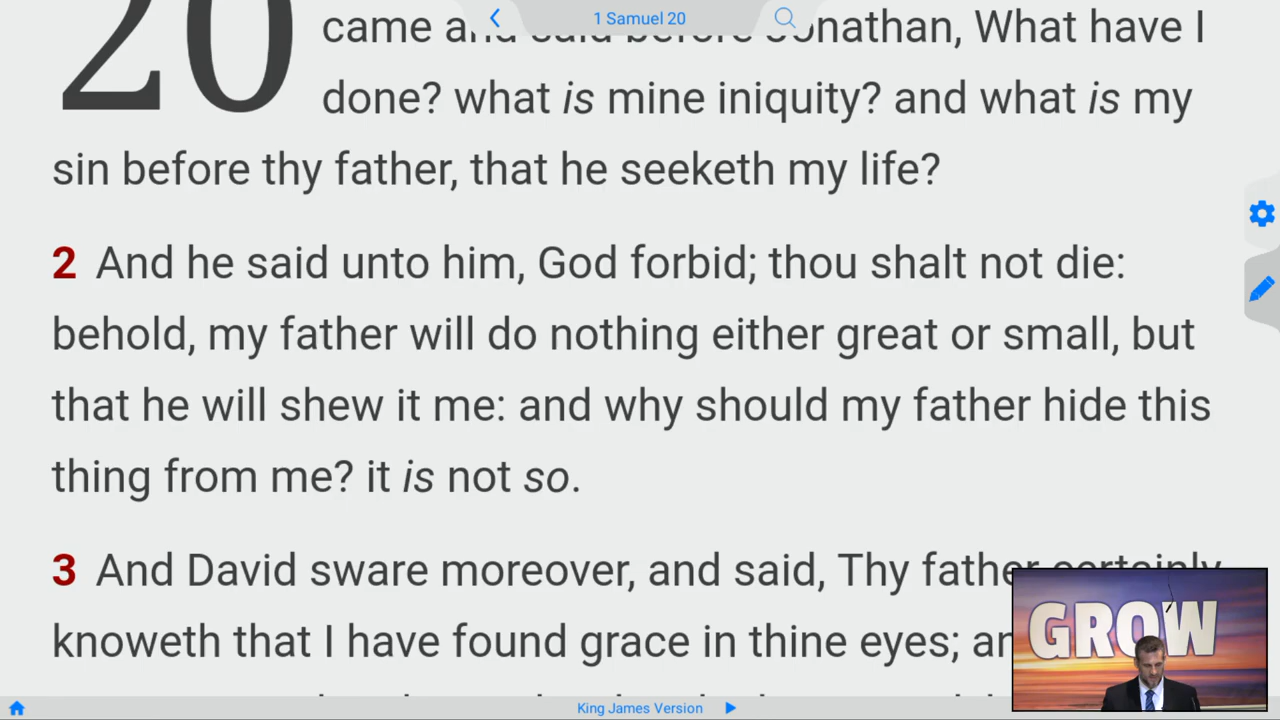 1 Samuel 20
20 came and said before Jonathan, What have I
done? what is mine iniquity? and what is my
sin before thy father, that he seeketh my life?
2 And he said unto him, God forbid; thou shalt not die:
behold, my father will do nothing either great or small, but
that he will shew it me: and why should my father hide this
thing from me? it is not so.
3 And David sware moreover, and said, Thy father certainly
knoweth that I have found grace in thine eyes;
GROW
King James Version